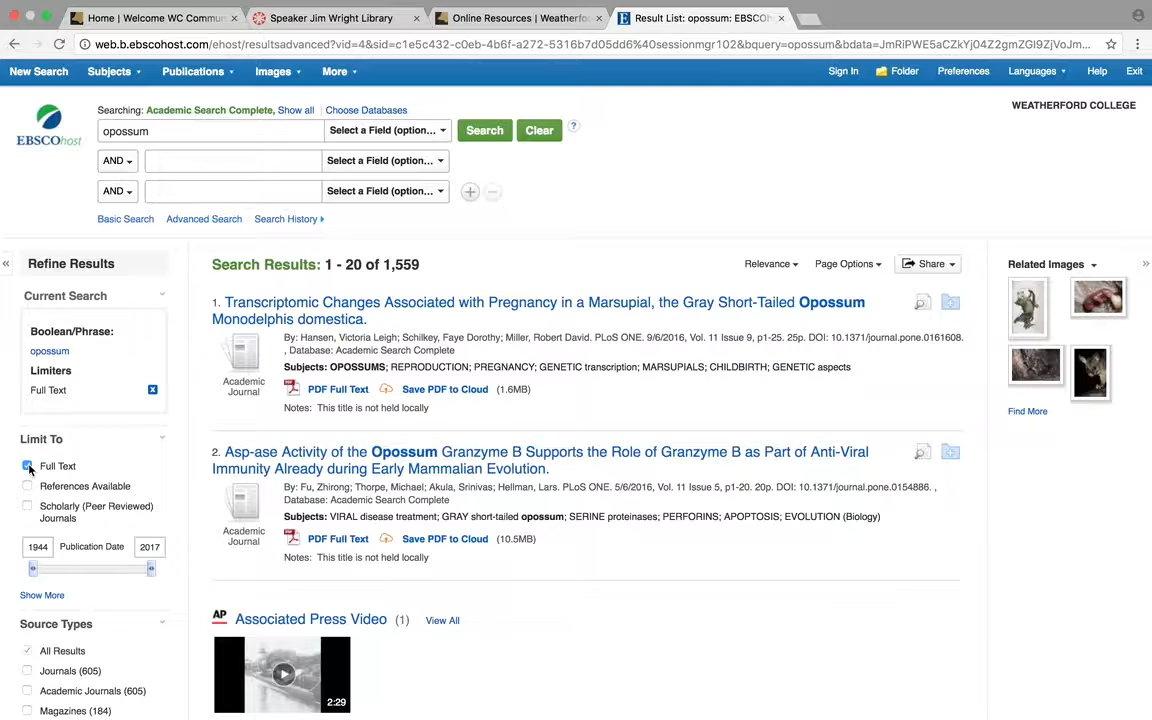 Home | Welcome WC Commun
Speaker Jim Wright Library
Online Resources | Weatherfo
Result List: opossum: EBSCO
web.b.ebscohost.com/ehost/resultsadvanced?vid=4&sid=c1e5c432-c0eb-4b6f-a272-5316b7d05dd6%40sessionmgr102&bquery=opossum&bdata=JmRiPWE5aCZkYj04Z2gmZGI9ZjVoJm...
New Search Subjects Publications Images More Sign In Folder Preferences Languages Help Exit
Searching: Academic Search Complete, Show all | Choose Databases
WEATHERFORD COLLEGE
EBSCOhost
opossum Select a Field (option... Search Clear ?
AND Select a Field (option...
AND Select a Field (option...
Basic Search Advanced Search Search History
Refine Results
Current Search
Boolean/Phrase:
opossum
Limiters
Full Text
Limit To
Full Text
References Available
Scholarly (Peer Reviewed)
Journals
1944 Publication Date 2017
Show More
Source Types
All Results
Journals (605)
Academic Journals (605)
Magazines (184)
Search Results: 1 - 20 of 1,559
Relevance Page Options Share
1. Transcriptomic Changes Associated with Pregnancy in a Marsupial, the Gray Short-Tailed Opossum
Monodelphis domestica.
By: Hansen, Victoria Leigh; Schilkey, Faye Dorothy; Miller, Robert David. PLoS ONE. 9/6/2016, Vol. 11 Issue 9, p1-25. 25p. DOI: 10.1371/journal.pone.0161608.
, Database: Academic Search Complete
Subjects: OPOSSUMS; REPRODUCTION; PREGNANCY; GENETIC transcription; MARSUPIALS; CHILDBIRTH; GENETIC aspects
Academic
Journal
PDF Full Text Save PDF to Cloud (1.6MB)
Notes: This title is not held locally
2. Asp-ase Activity of the Opossum Granzyme B Supports the Role of Granzyme B as Part of Anti-Viral
Immunity Already during Early Mammalian Evolution.
By: Fu, Zhirong; Thorpe, Michael; Akula, Srinivas; Hellman, Lars. PLoS ONE. 5/6/2016, Vol. 11 Issue 5, p1-20. 20p. DOI: 10.1371/journal.pone.0154886. ,
Database: Academic Search Complete
Subjects: VIRAL disease treatment; GRAY short-tailed opossum; SERINE proteinases; PERFORINS; APOPTOSIS; EVOLUTION (Biology)
Academic
Journal
PDF Full Text Save PDF to Cloud (10.5MB)
Notes: This title is not held locally
AP Associated Press Video (1) View All
2:29
Related Images
Find More